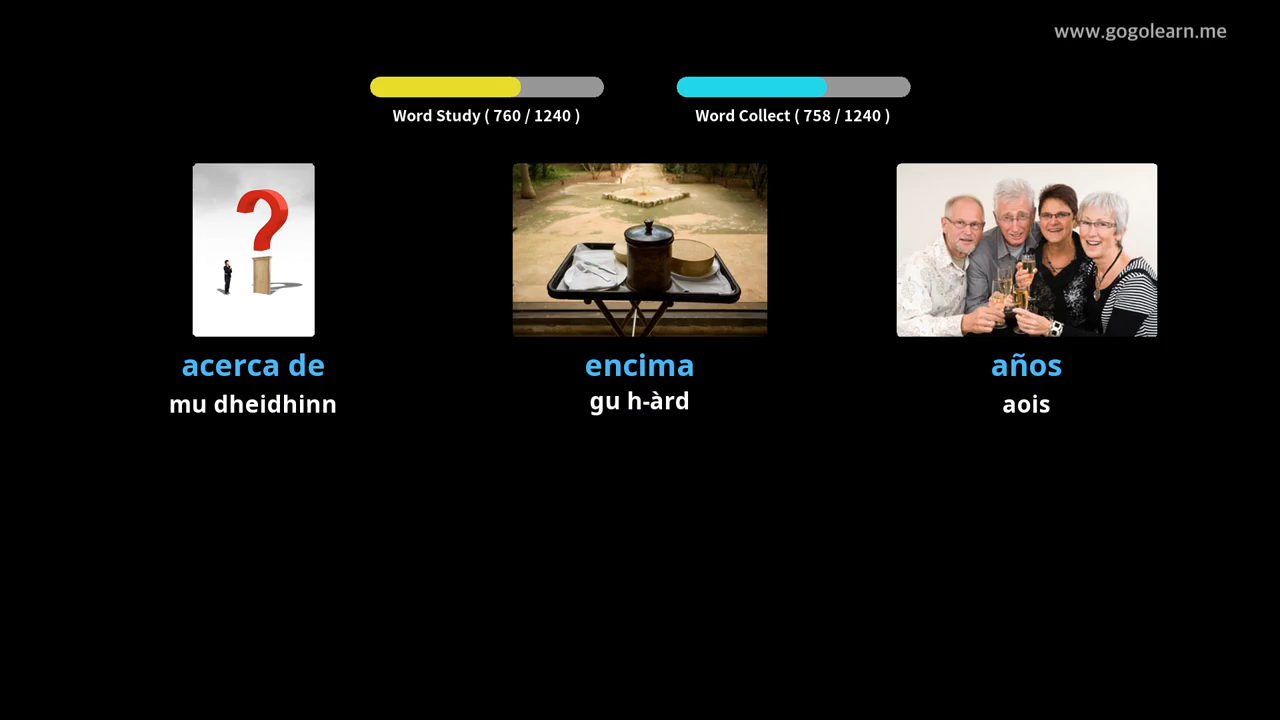 www.gogolearn.me
Word Study ( 760 / 1240 )
Word Collect ( 758 / 1240 )
acerca de
mu dheidhinn
encima
gu h-àrd
años
aois